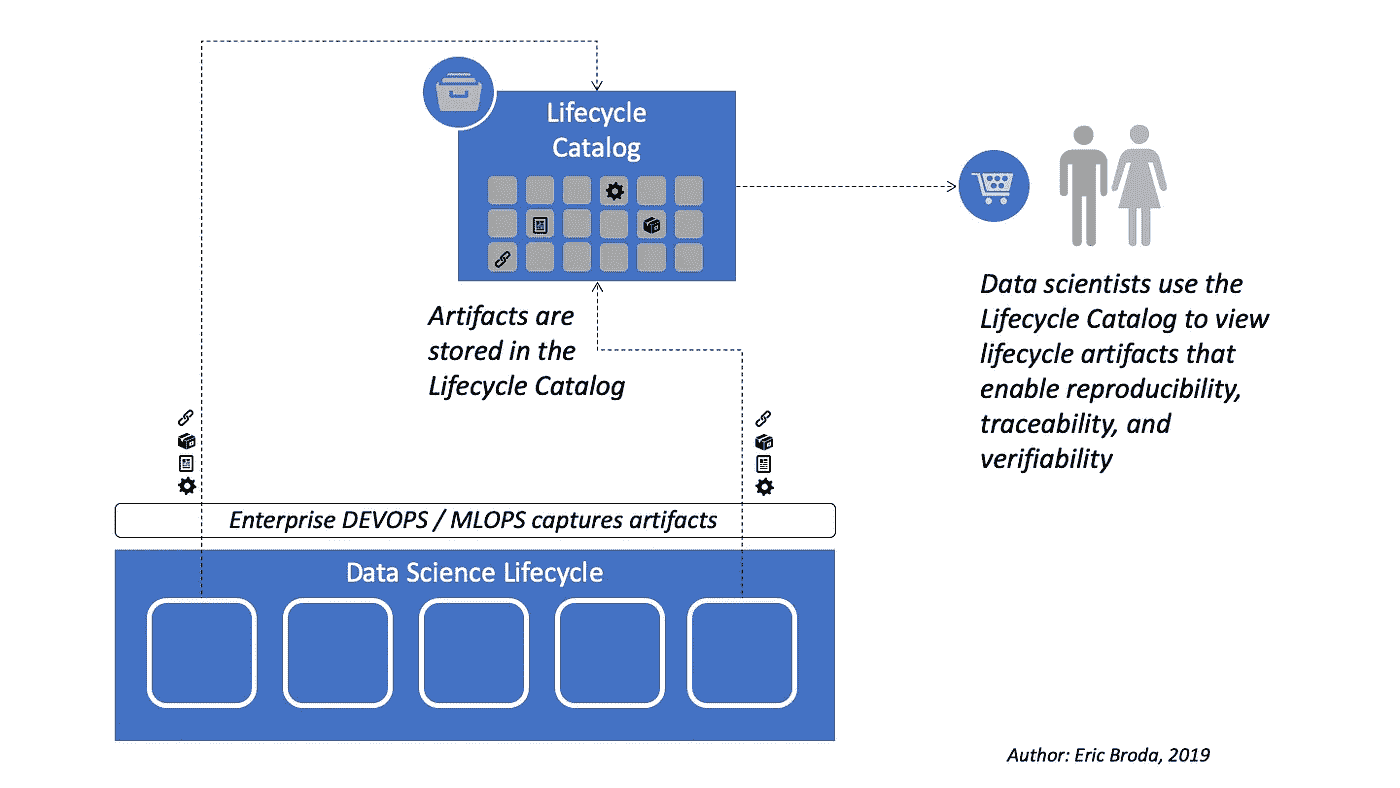 Lifecycle
Catalog
Artifacts are
stored in the
Lifecycle Catalog
Data scientists use the
Lifecycle Catalog to view
lifecycle artifacts that
enable reproducibility,
traceability, and
verifiability
Enterprise DEVOPS / MLOPS captures artifacts
Data Science Lifecycle
Author: Eric Broda, 2019